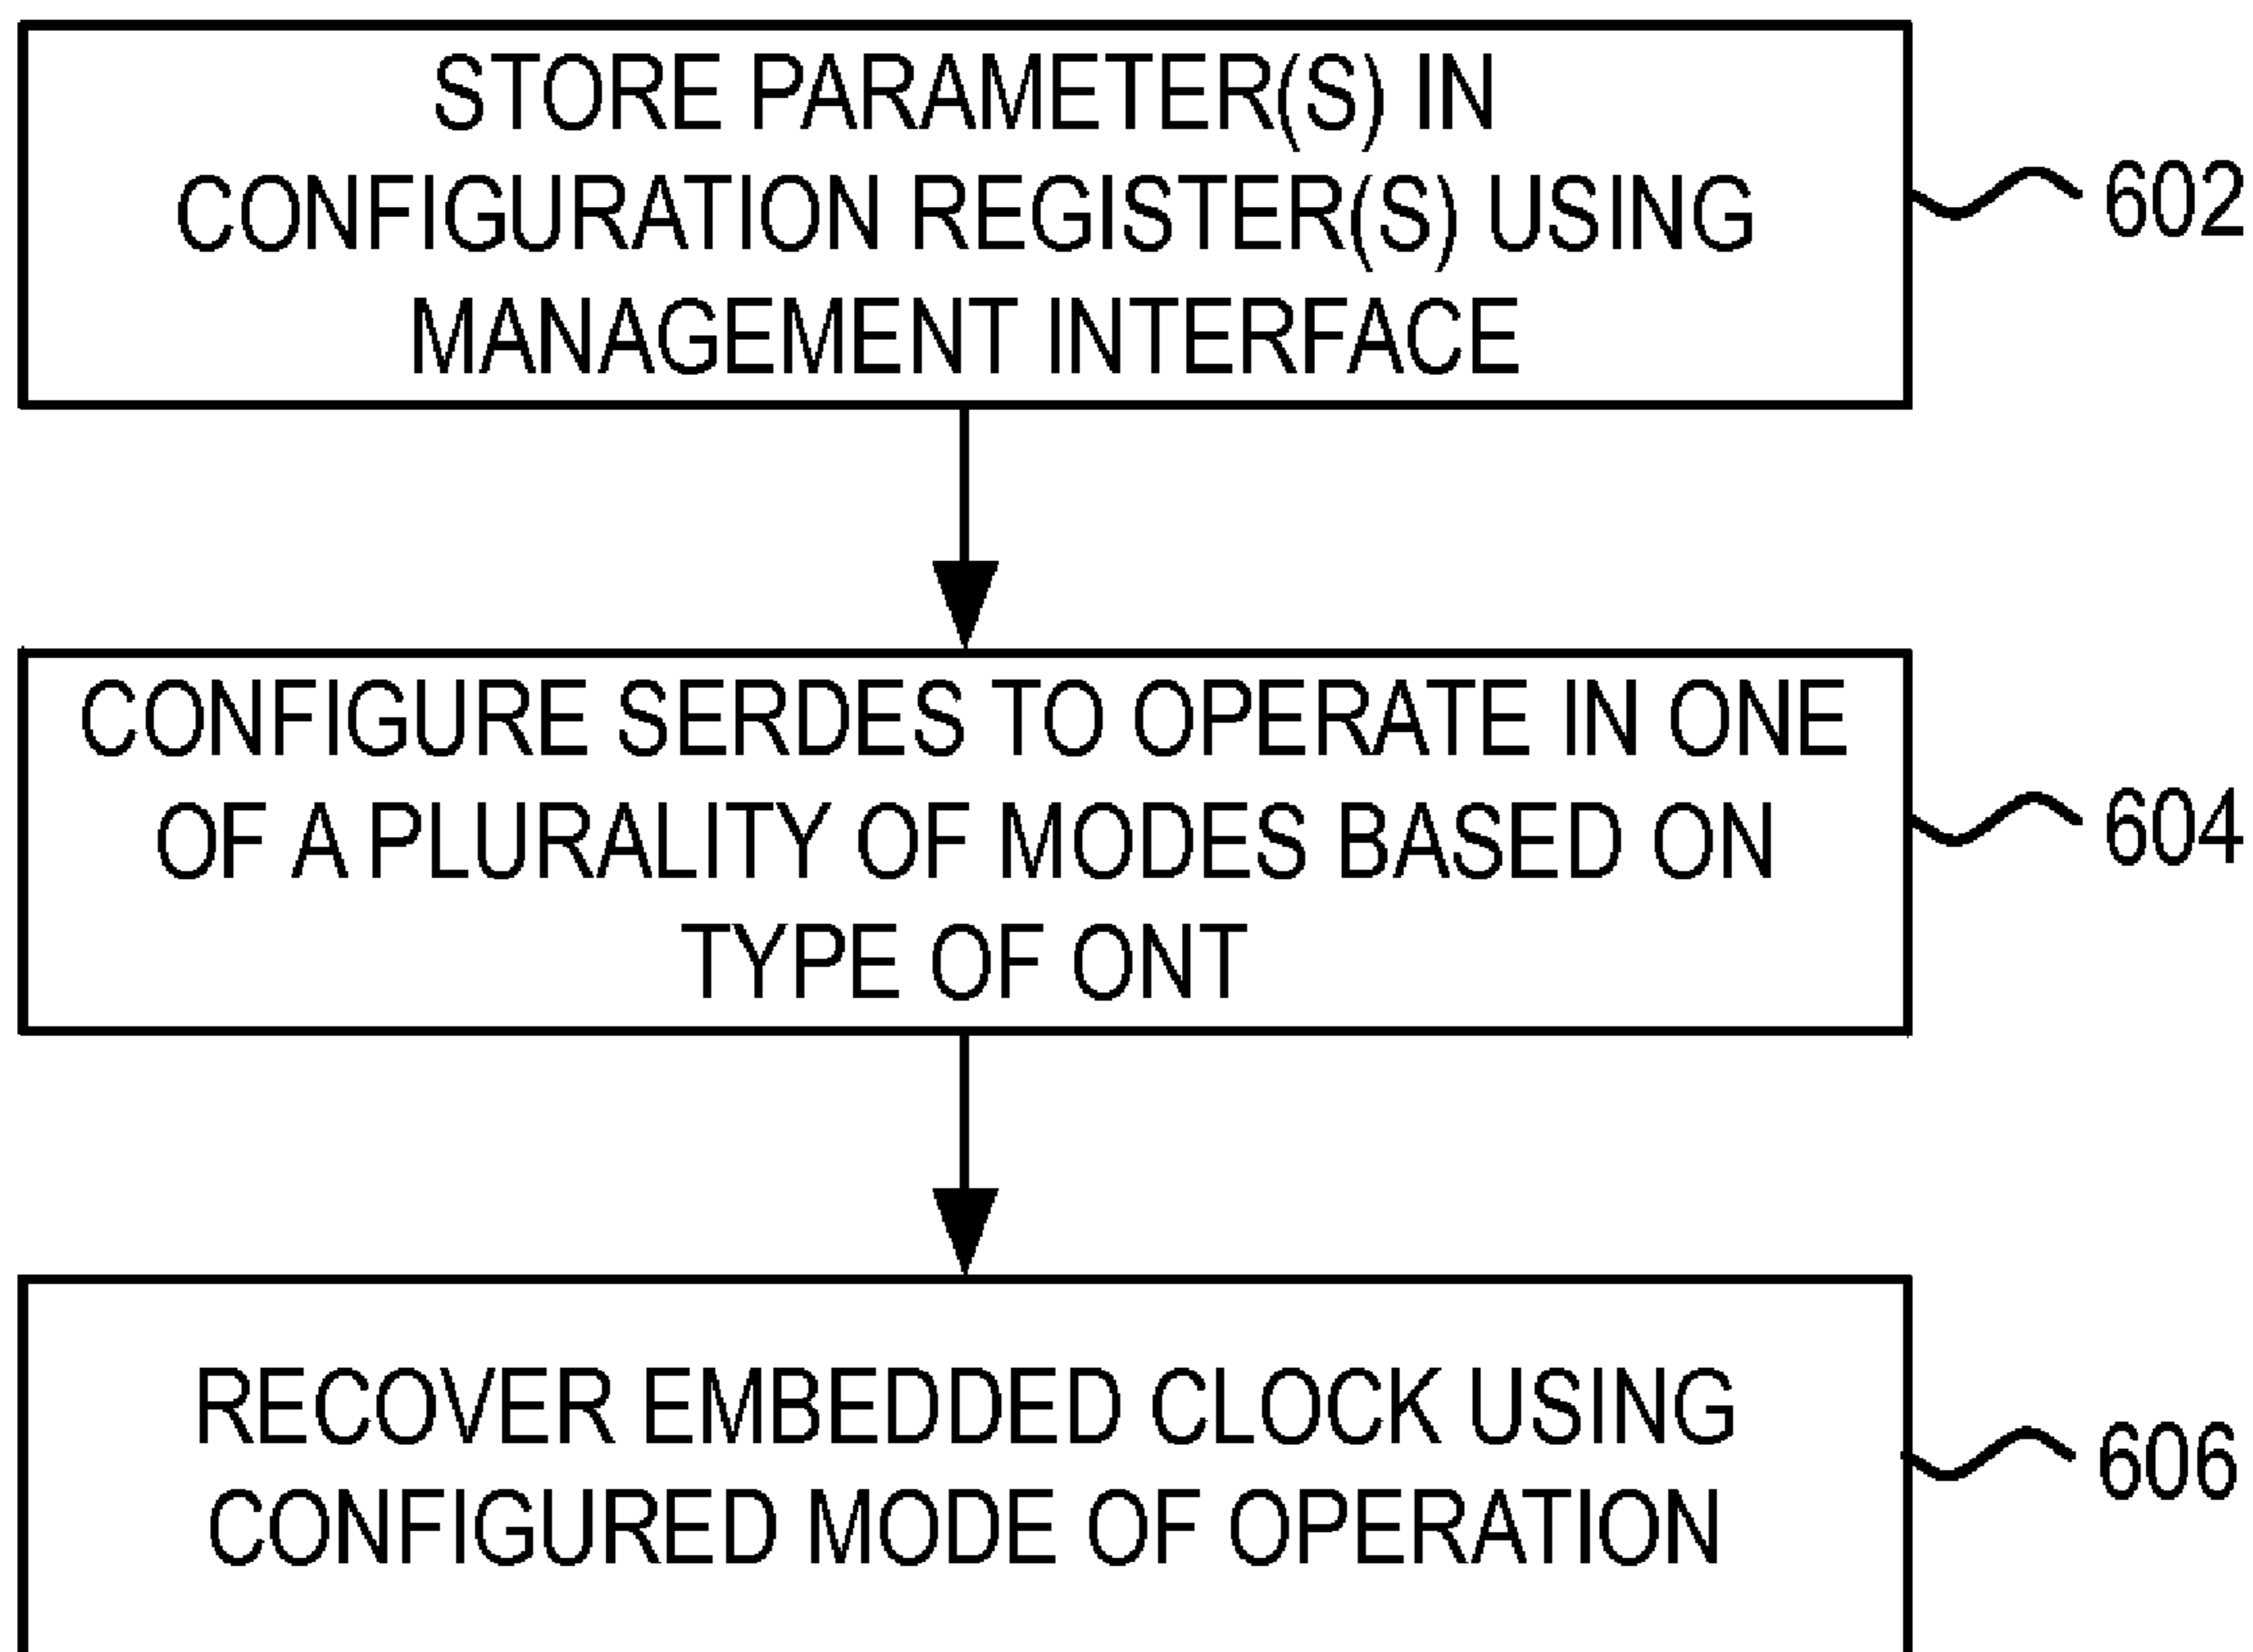 STORE PARAMETER(S) IN
CONFIGURATION REGISTER(S) USING
MANAGEMENT INTERFACE
602
CONFIGURE SERDES TO OPERATE IN ONE
OF A PLURALITY OF MODES BASED ON
TYPE OF ONT
604
RECOVER EMBEDDED CLOCK USING
CONFIGURED MODE OF OPERATION
606